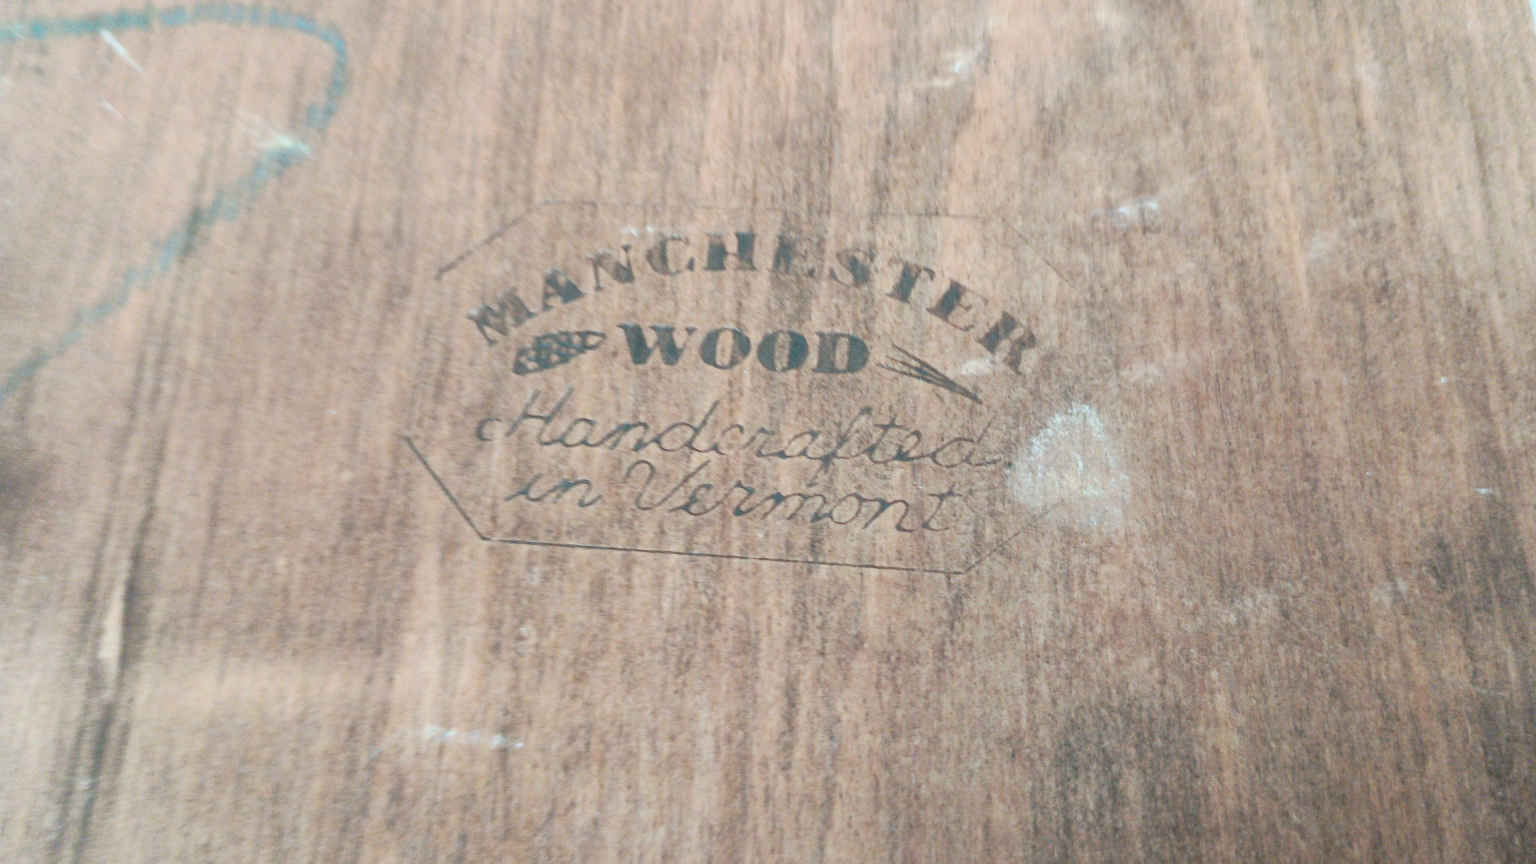 MANCHESTER
WOOD
Handcrafted
in Vermont